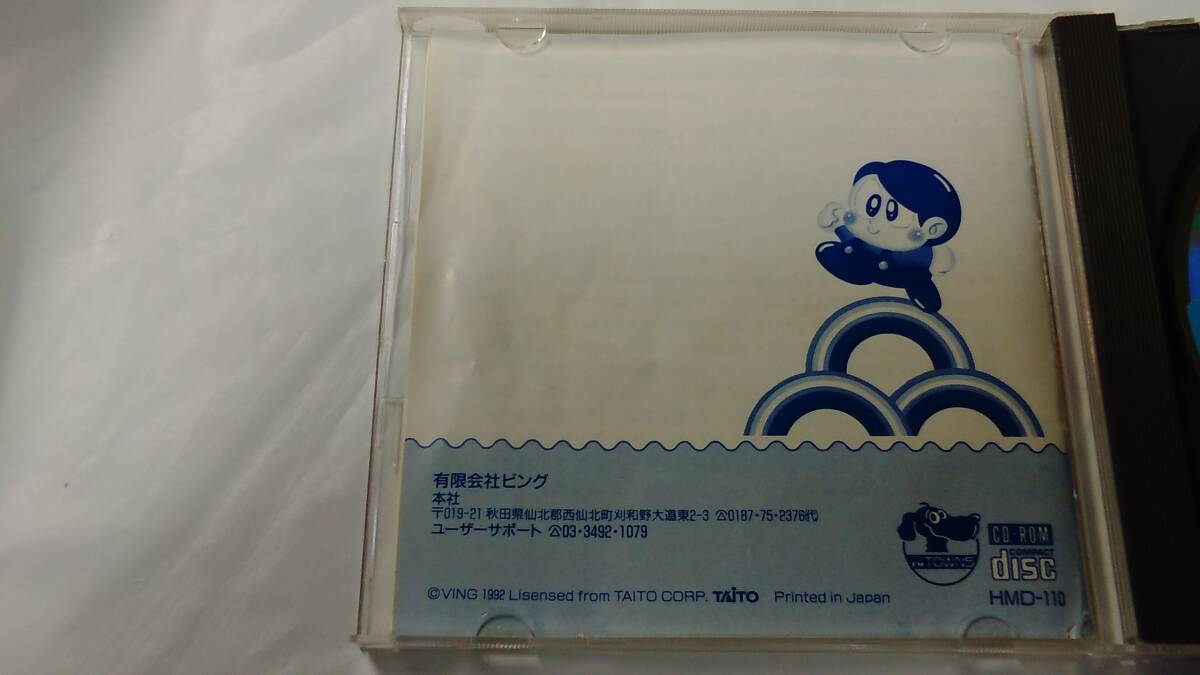 有限会社ビング
本社
〒019-21 秋田県仙北郡西仙北町刈和野大道東2-3 ☎0187・75・2376代
ユーザーサポート ☎03・3492・1079
©VING 1992 Lisensed from TAITO CORP. TAITO Printed in Japan
FM TOWNS
CD-ROM
COMPACT
disc
HMD-110